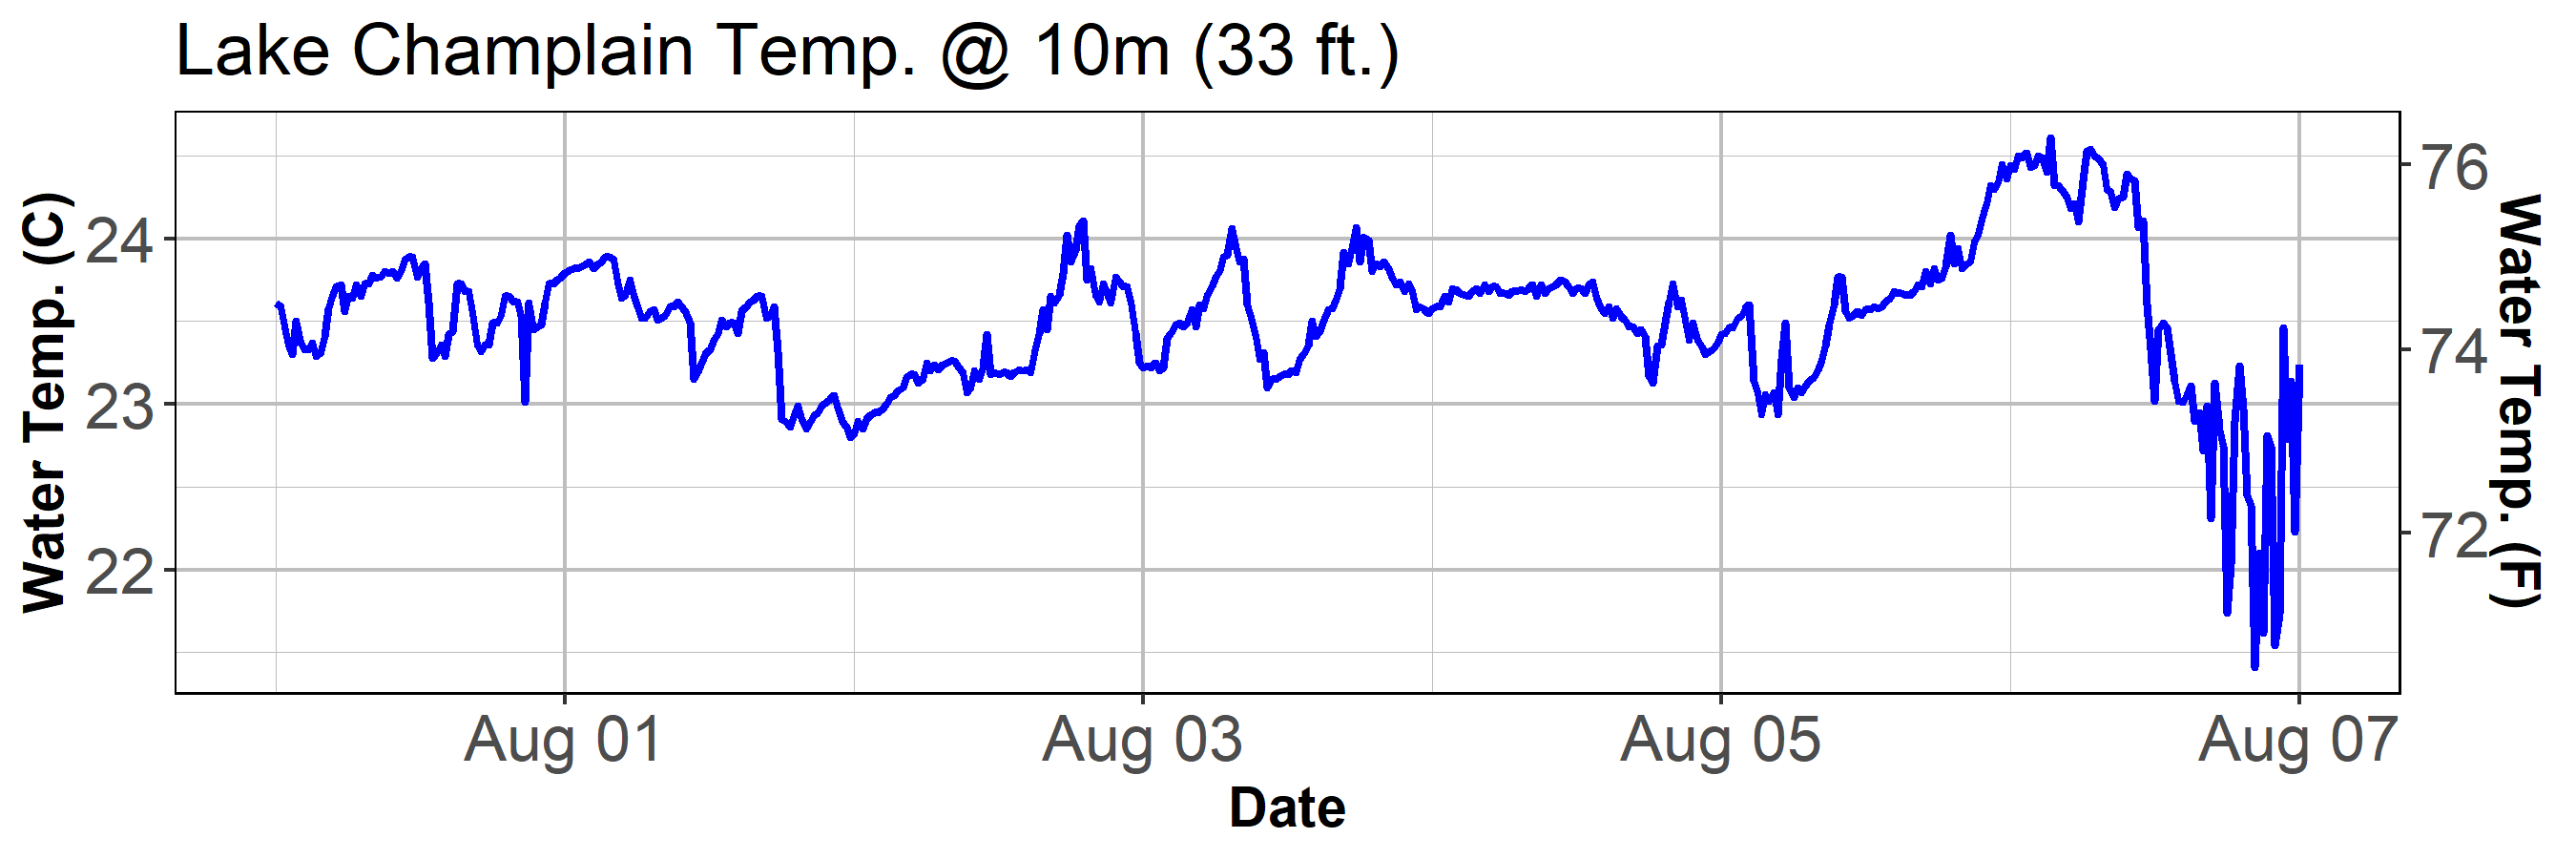 Lake Champlain Temp. @ 10m (33 ft.)
Water Temp. (C)
24
23
22
76
74
72
Water Temp. (F)
Aug 01 Aug 03 Aug 05 Aug 07
Date